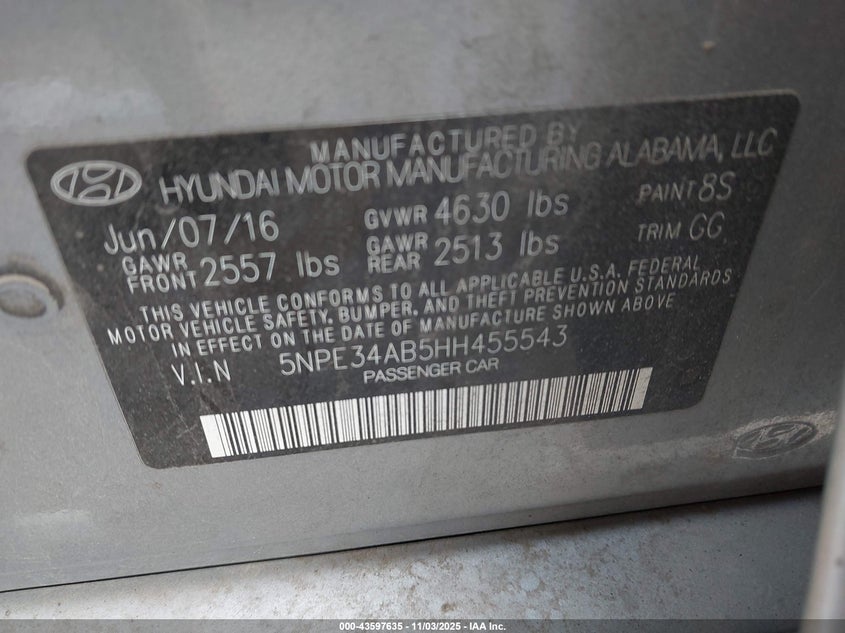 MANUFACTURED BY
HYUNDAI MOTOR MANUFACTURING ALABAMA, LLC
Jun/07/16 GVWR 4630 lbs PAINT 8S
GAWR FRONT 2557 lbs GAWR REAR 2513 lbs TRIM GG
THIS VEHICLE CONFORMS TO ALL APPLICABLE U.S.A. FEDERAL
MOTOR VEHICLE SAFETY, BUMPER, AND THEFT PREVENTION STANDARDS
IN EFFECT ON THE DATE OF MANUFACTURE SHOWN ABOVE
V.I.N 5NPE34AB5HH455543
PASSENGER CAR
000-43597635 - 11/03/2025 - © IAA Inc.